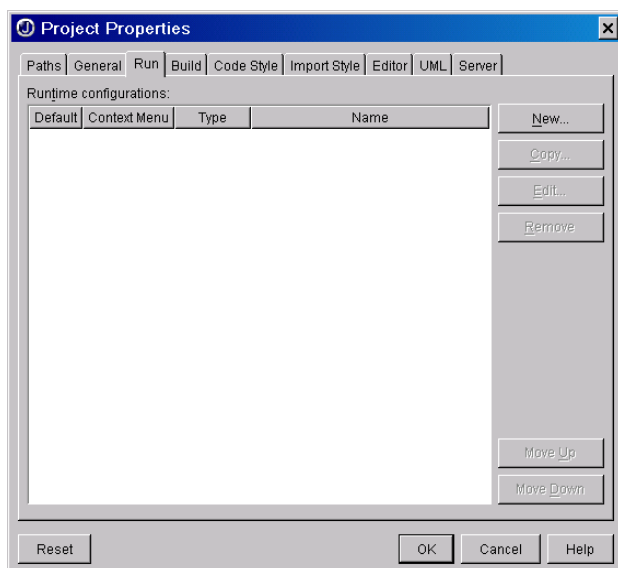 Project Properties
Paths General Run Build Code Style Import Style Editor UML Server
Runtime configurations:
Default Context Menu Type Name
New...
Copy...
Edit...
Remove
Move Up
Move Down
Reset OK Cancel Help